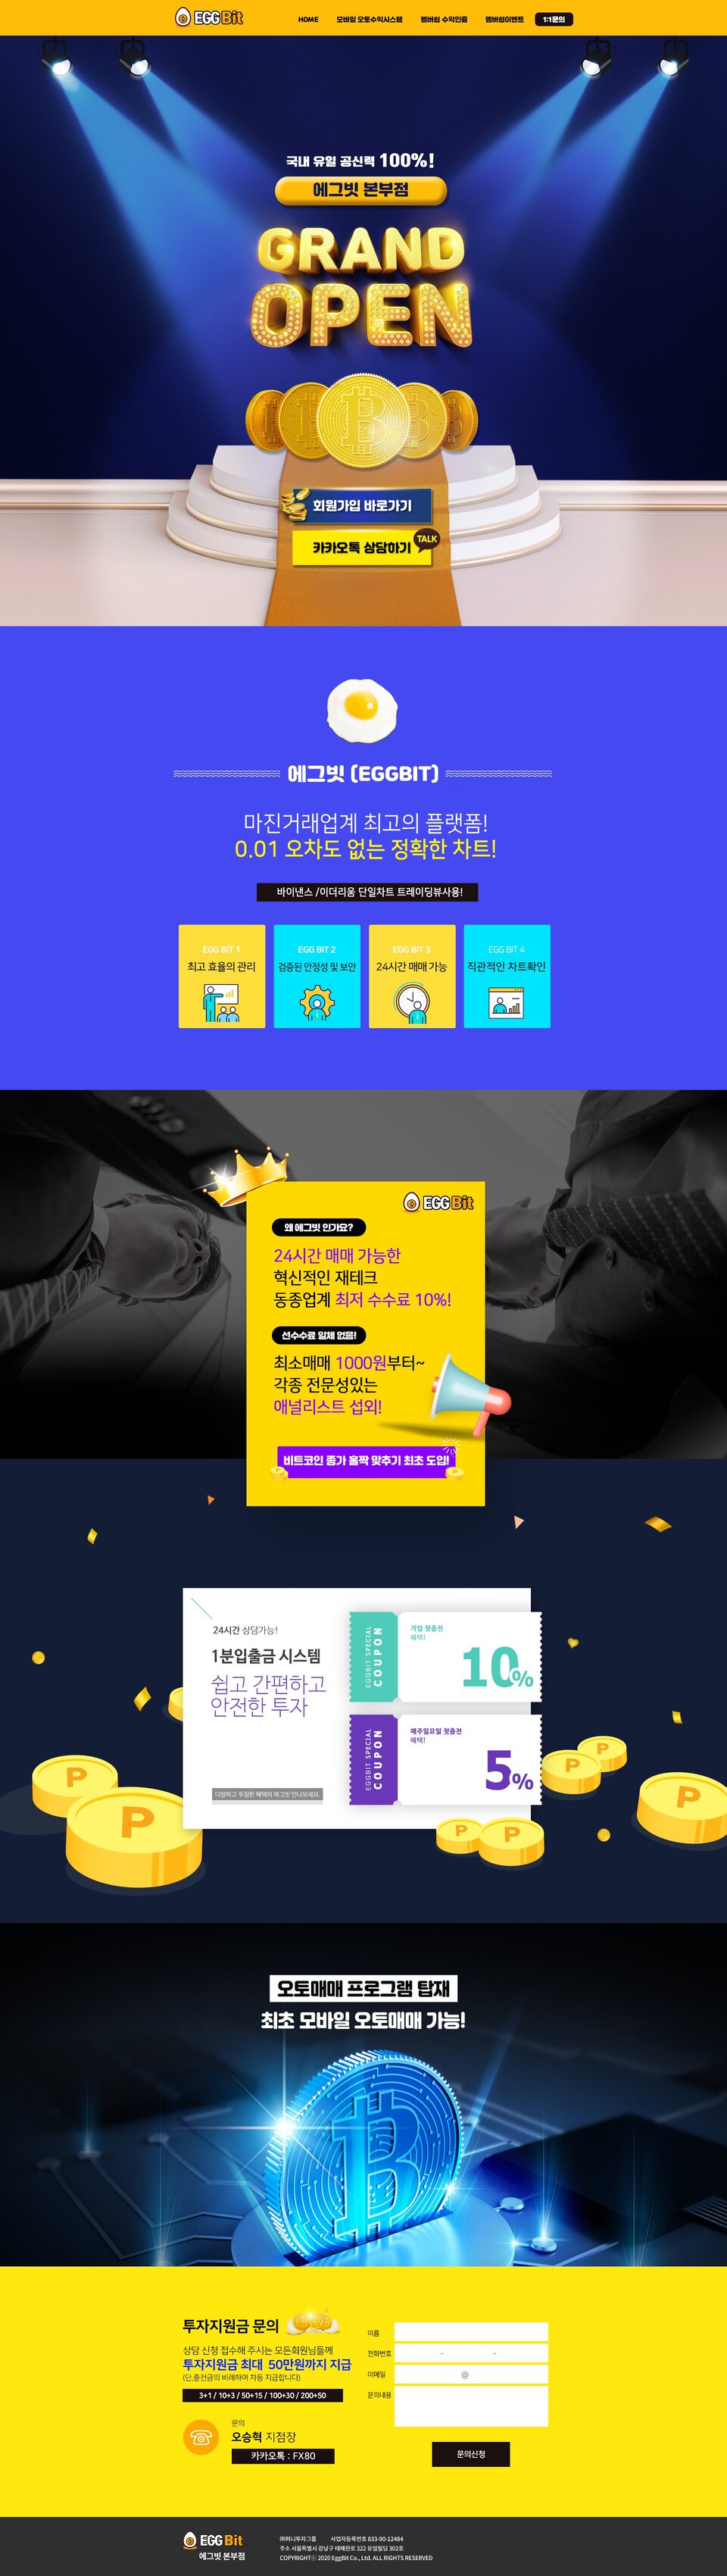 EGGBit
HOME 모바일 오토수익시스템 멤버쉽 수익인증 멤버쉽이벤트 1:1문의
국내 유일 공신력 100%!
에그빗 본부점
GRAND
OPEN
회원가입 바로가기
카카오톡 상담하기 TALK
에그빗 (EGGBIT)
마진거래업계 최고의 플랫폼!
0.01 오차도 없는 정확한 차트!
바이낸스 /이더리움 단일차트 트레이딩뷰사용!
EGG BIT 1
최고 효율의 관리
EGG BIT 2
검증된 안정성 및 보안
EGG BIT 3
24시간 매매 가능
EGG BIT 4
직관적인 차트확인
EGGBit
왜 에그빗 인가요?
24시간 매매 가능한
혁신적인 재테크
동종업계 최저 수수료 10%!
선수수료 일체 없음!
최소매매 1000원부터~
각종 전문성있는
애널리스트 섭외!
비트코인 종가 홀짝 맞추기 최초 도입!
24시간 상담가능!
1분입출금 시스템
쉽고 간편하고
안전한 투자
다양하고 푸짐한 혜택의 에그빗 만나보세요.
EGGBIT SPECIAL
COUPON
가입 첫충전
혜택!
10%
EGGBIT SPECIAL
COUPON
매주일요일 첫충전
혜택!
5%
P
P
P
P
P
P
P
오토매매 프로그램 탑재
최초 모바일 오토매매 가능!
투자지원금 문의
상담 신청 접수해 주시는 모든회원님들께
투자지원금 최대 50만원까지 지급
(단,충전금의 비례하여 차등 지급합니다)
3+1 / 10+3 / 50+15 / 100+30 / 200+50
문의
오승혁 지점장
카카오톡 : FX80
이름
전화번호 - -
이메일 @
문의내용
문의신청
EGGBit
에그빗 본부점
㈜머니투자그룹 사업자등록번호 833-90-12484
주소 서울특별시 강남구 테헤란로 322 유일빌딩 302호
COPYRIGHTⓒ 2020 EggBit Co., Ltd. ALL RIGHTS RESERVED